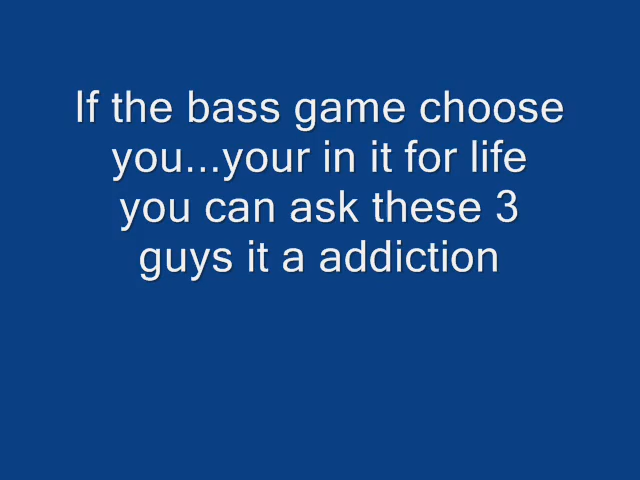 If the bass game choose
you...your in it for life
you can ask these 3
guys it a addiction